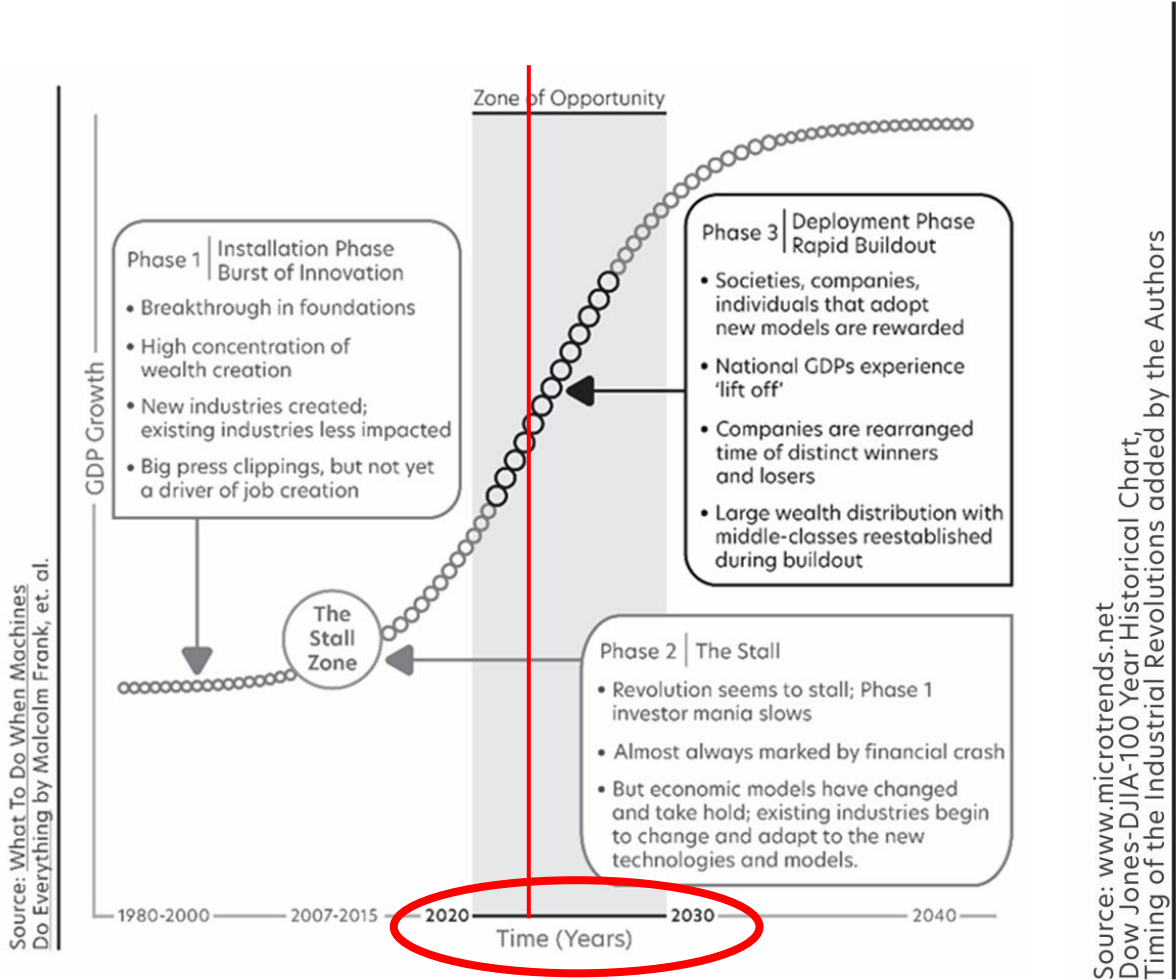 Zone of Opportunity
Phase 1
Installation Phase
Burst of Innovation
• Breakthrough in foundations
• High concentration of
wealth creation
• New industries created;
existing industries less impacted
• Big press clippings, but not yet
a driver of job creation
Phase 3
Deployment Phase
Rapid Buildout
• Societies, companies,
individuals that adopt
new models are rewarded
• National GDPs experience
'lift off'
• Companies are rearranged
time of distinct winners
and losers
• Large wealth distribution with
middle-classes reestablished
during buildout
GDP Growth
The
Stall
Zone
Phase 2
The Stall
• Revolution seems to stall; Phase 1
investor mania slows
• Almost always marked by financial crash
• But economic models have changed
and take hold; existing industries begin
to change and adapt to the new
technologies and models.
1980-2000
2007-2015
2020
2030
2040
Time (Years)
Source: What To Do When Machines
Do Everything by Malcolm Frank, et. al.
Source: www.microtrends.net
Dow Jones-DJIA-100 Year Historical Chart,
Timing of the Industrial Revolutions added by the Authors